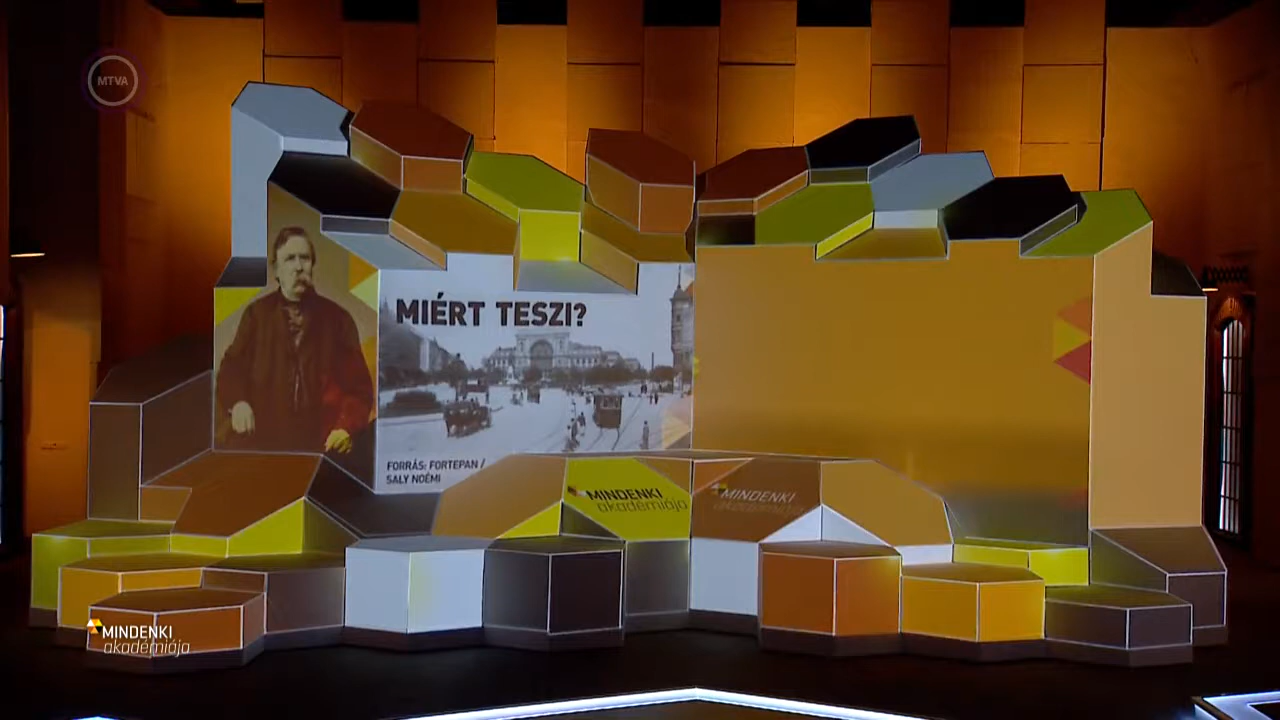 MTVA
MIÉRT TESZI?
FORRÁS: FORTEPAN /
SALY NOÉMI
MINDENKI
akadémiája
MINDENKI
akadémiája
MINDENKI
akadémiája